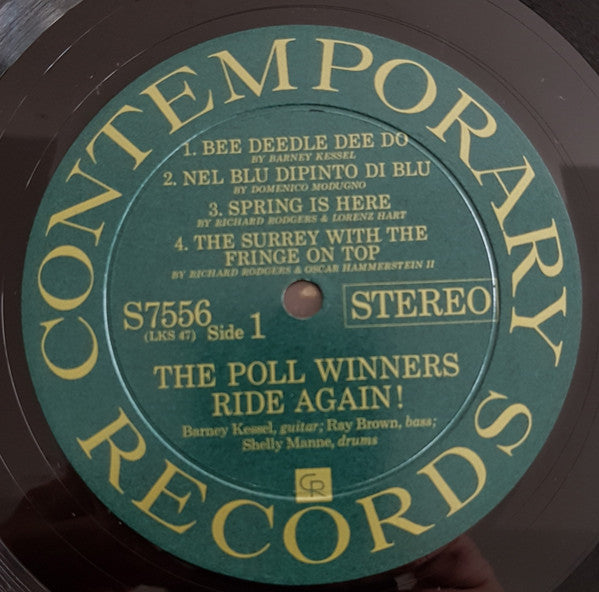 CONTEMPORARY
1. BEE DEEDLE DEE DO
BY BARNEY KESSEL
2. NEL BLU DIPINTO DI BLU
BY DOMENICO MODUGNO
3. SPRING IS HERE
BY RICHARD RODGERS & LORENZ HART
4. THE SURREY WITH THE
FRINGE ON TOP
BY RICHARD RODGERS & OSCAR HAMMERSTEIN II
S7556
(LKS 47) Side 1
STEREO
THE POLL WINNERS
RIDE AGAIN!
Barney Kessel, guitar; Ray Brown, bass;
Shelly Manne, drums
CR
RECORDS